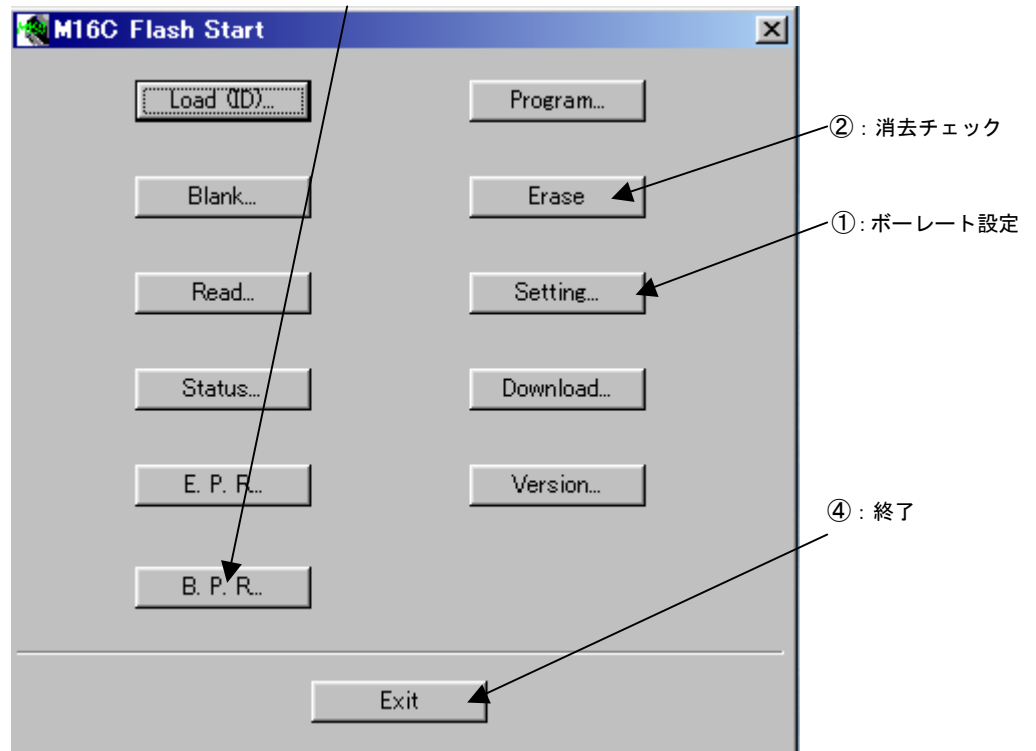 M16C Flash Start
Load (ID)...
Program...
②：消去チェック
Blank...
Erase
①：ボーレート設定
Read...
Setting...
Status...
Download...
E. P. R...
Version...
④：終了
B. P. R...
Exit